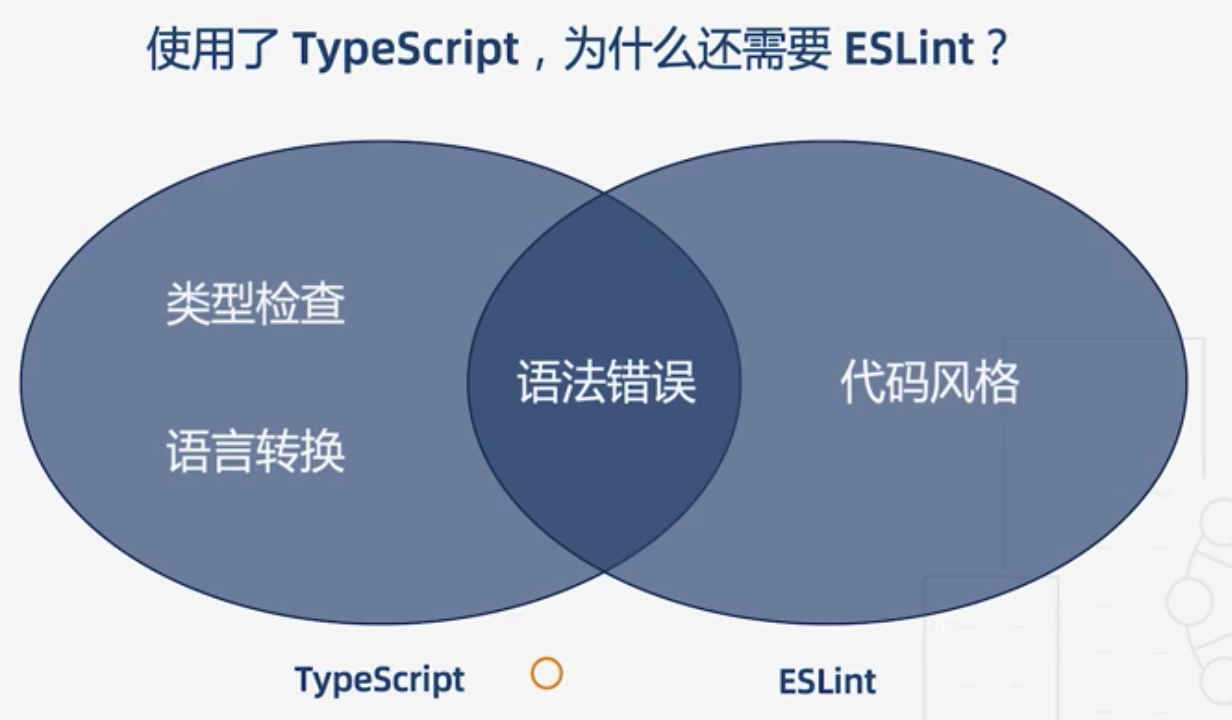 使用了 TypeScript，为什么还需要 ESLint？
类型检查
语法错误
代码风格
语言转换
TypeScript
ESLint